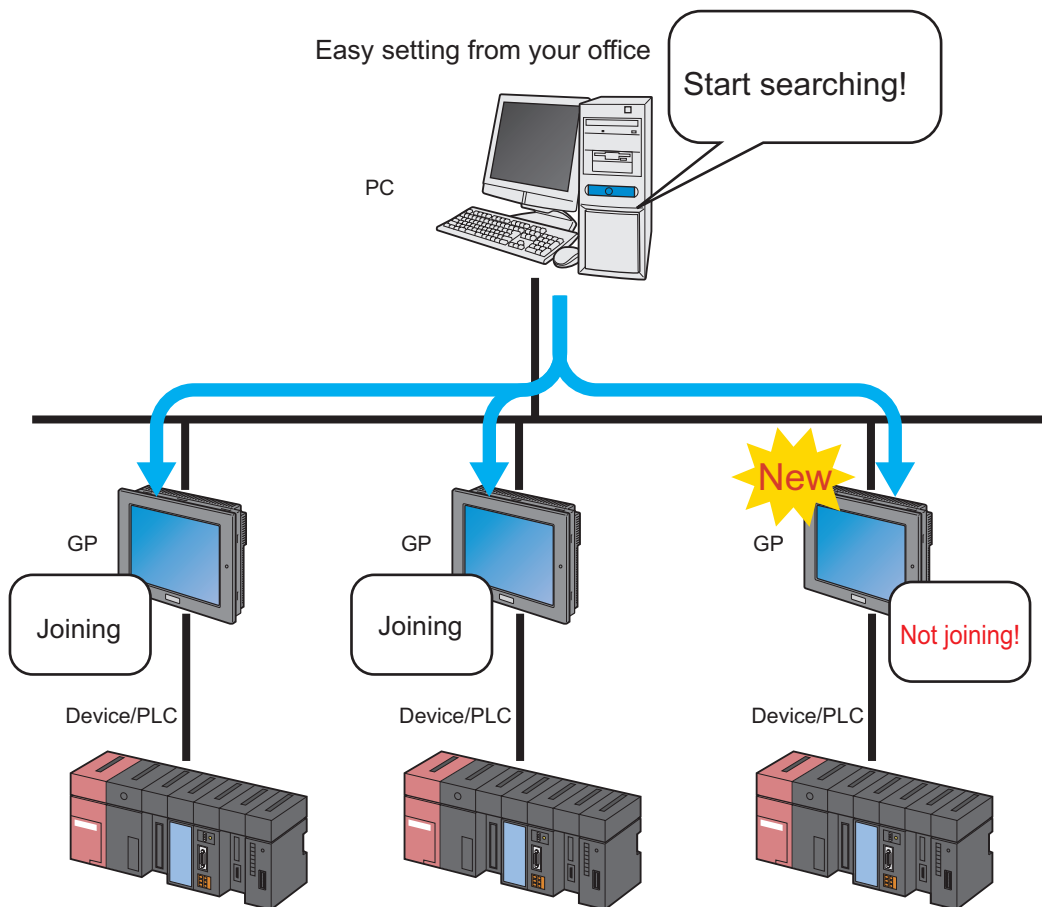 Easy setting from your office
Start searching!
PC
New
GP
GP
GP
Joining
Joining
Not joining!
Device/PLC
Device/PLC
Device/PLC